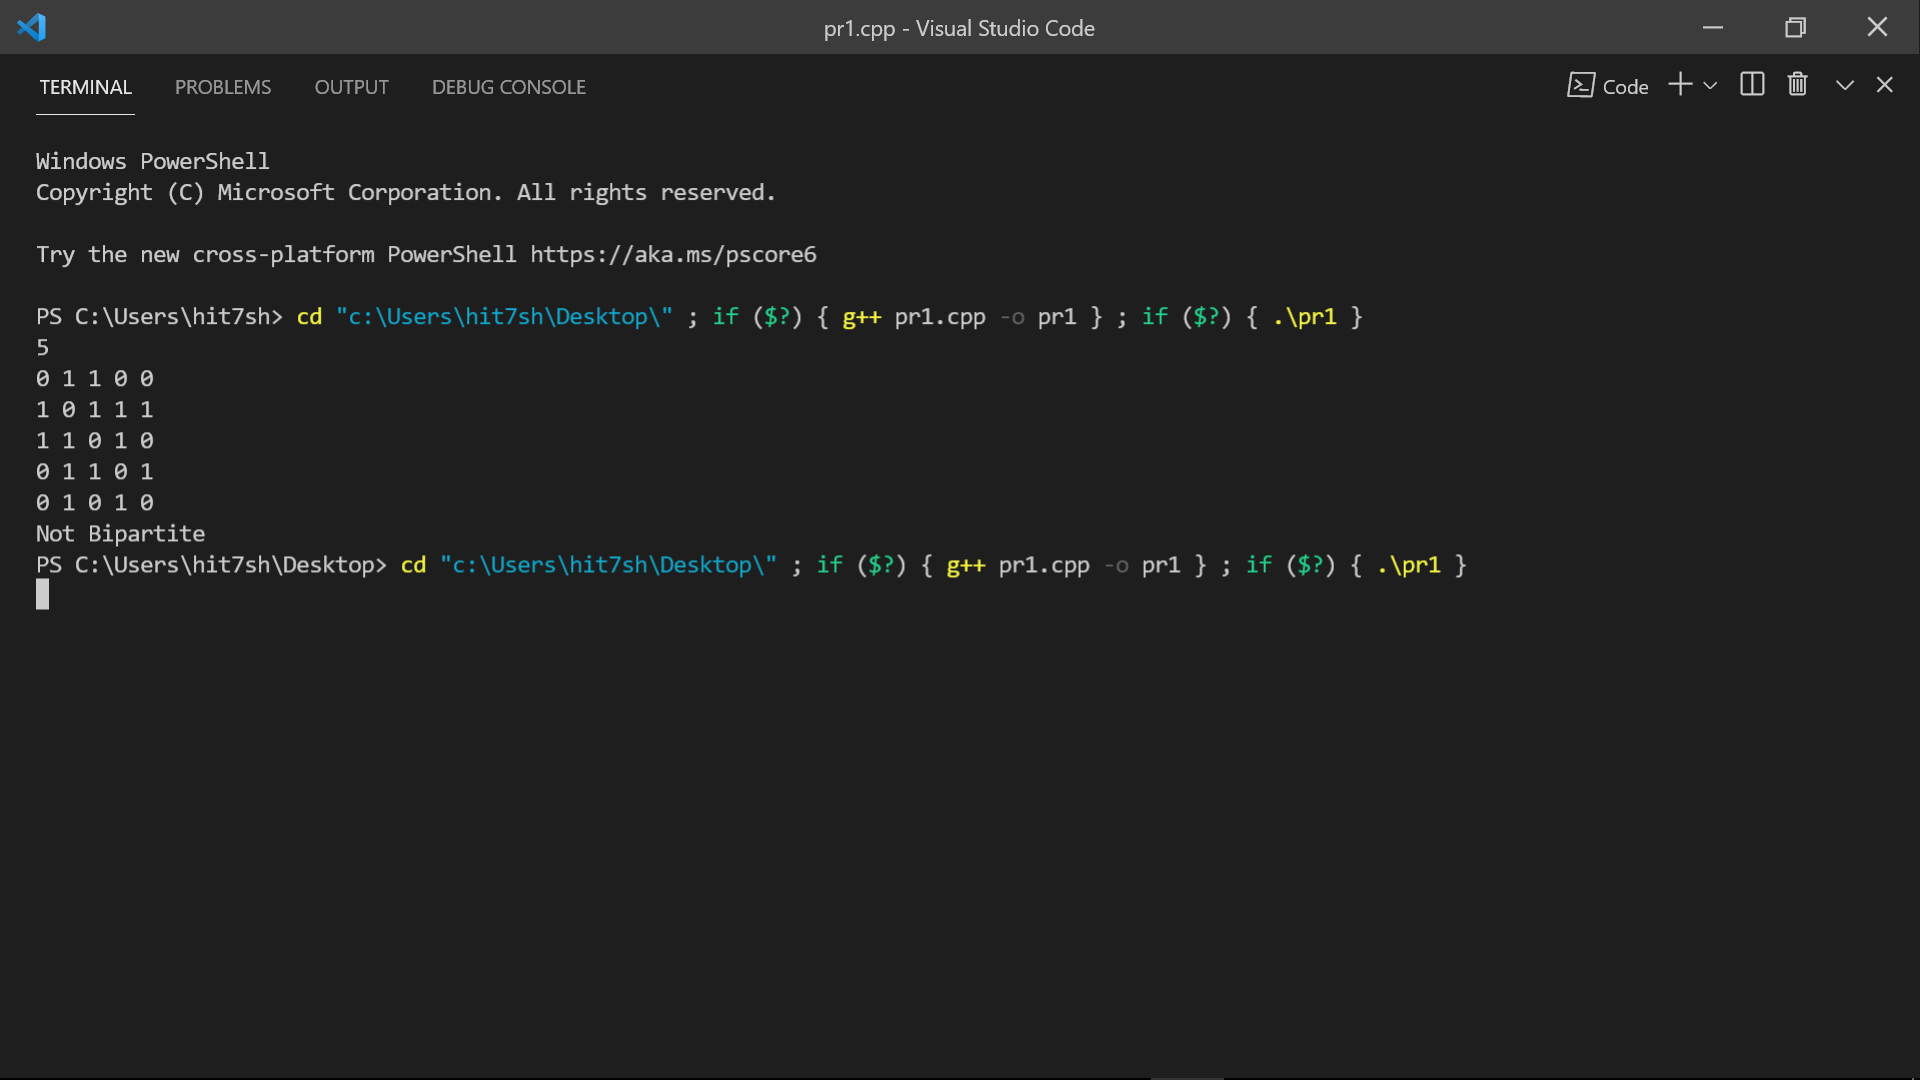 pr1.cpp - Visual Studio Code
TERMINAL PROBLEMS OUTPUT DEBUG CONSOLE Code
Windows PowerShell
Copyright (C) Microsoft Corporation. All rights reserved.
Try the new cross-platform PowerShell https://aka.ms/pscore6
PS C:\Users\hit7sh> cd "c:\Users\hit7sh\Desktop\" ; if ($?) { g++ pr1.cpp -o pr1 } ; if ($?) { .\pr1 }
5
0 1 1 0 0
1 0 1 1 1
1 1 0 1 0
0 1 1 0 1
0 1 0 1 0
Not Bipartite
PS C:\Users\hit7sh\Desktop> cd "c:\Users\hit7sh\Desktop\" ; if ($?) { g++ pr1.cpp -o pr1 } ; if ($?) { .\pr1 }